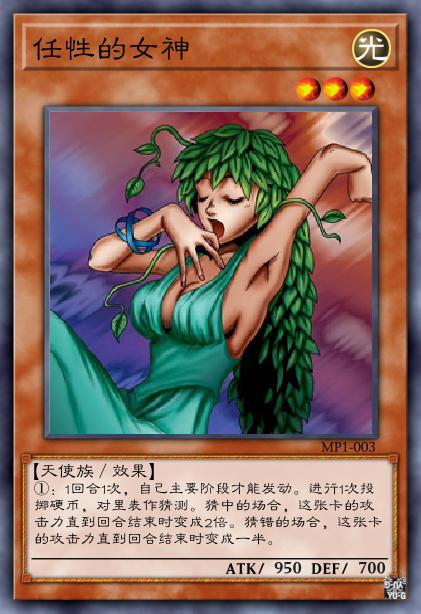 任性的女神
光
MP1-003
【天使族／效果】
①：1回合1次，自己主要阶段才能发动。进行1次投
掷硬币，对里表作猜测。猜中的场合，这张卡的攻
击力直到回合结束时变成2倍。猜错的场合，这张卡
的攻击力直到回合结束时变成一半。
ATK/ 950 DEF/ 700